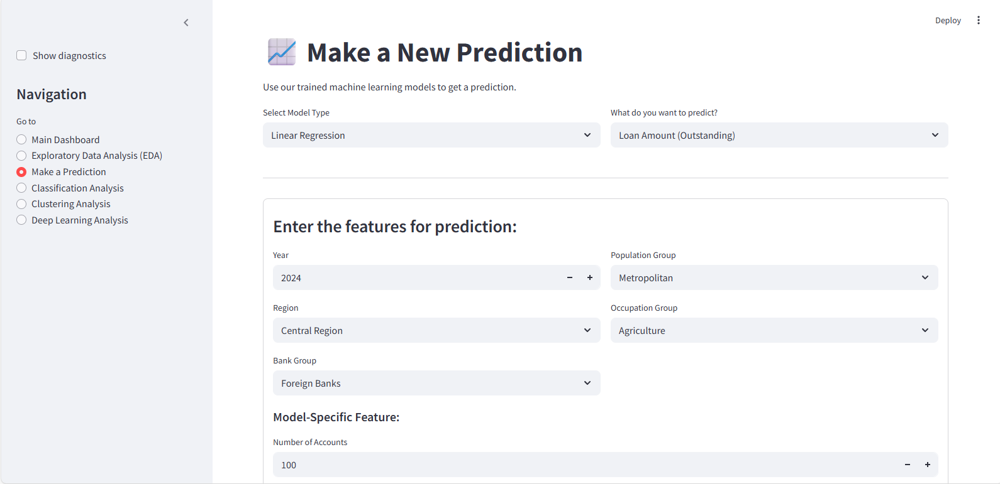 Deploy
Show diagnostics
Navigation
Go to
Main Dashboard
Exploratory Data Analysis (EDA)
Make a Prediction
Classification Analysis
Clustering Analysis
Deep Learning Analysis
Make a New Prediction
Use our trained machine learning models to get a prediction.
Select Model Type
What do you want to predict?
Linear Regression
Loan Amount (Outstanding)
Enter the features for prediction:
Year
Population Group
2024
Metropolitan
Region
Occupation Group
Central Region
Agriculture
Bank Group
Foreign Banks
Model-Specific Feature:
Number of Accounts
100